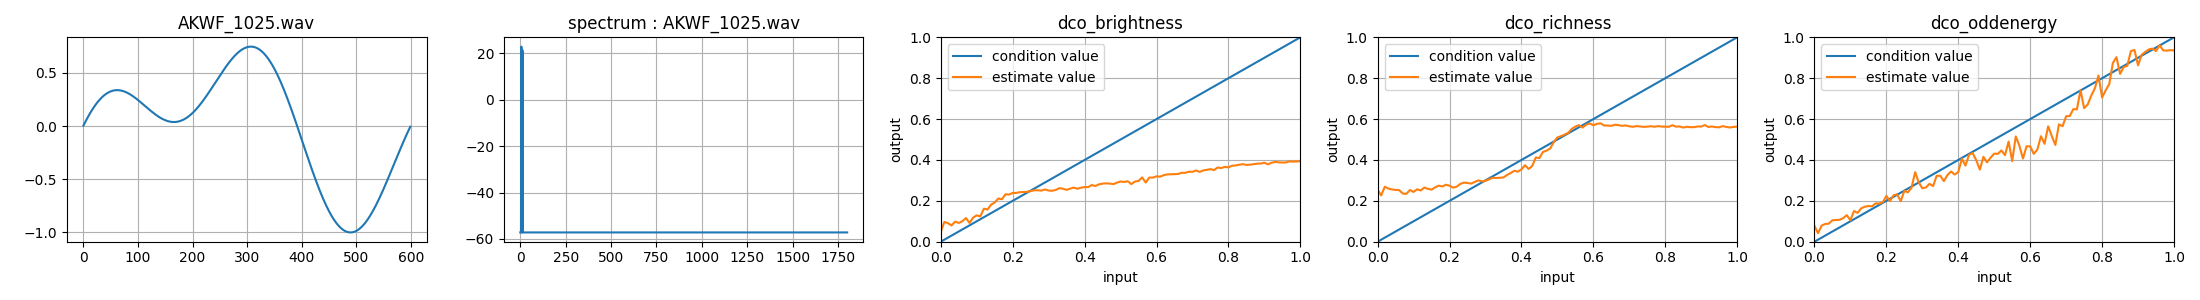 AKWF_1025.wav
0.5
0.0
−0.5
−1.0
0 100 200 300 400 500 600
spectrum : AKWF_1025.wav
20
0
−20
−40
−60
0 250 500 750 1000 1250 1500 1750
dco_brightness
condition value
estimate value
output
1.0
0.8
0.6
0.4
0.2
0.0
0.0 0.2 0.4 0.6 0.8 1.0
input
dco_richness
condition value
estimate value
output
1.0
0.8
0.6
0.4
0.2
0.0
0.0 0.2 0.4 0.6 0.8 1.0
input
dco_oddenergy
condition value
estimate value
output
1.0
0.8
0.6
0.4
0.2
0.0
0.0 0.2 0.4 0.6 0.8 1.0
input